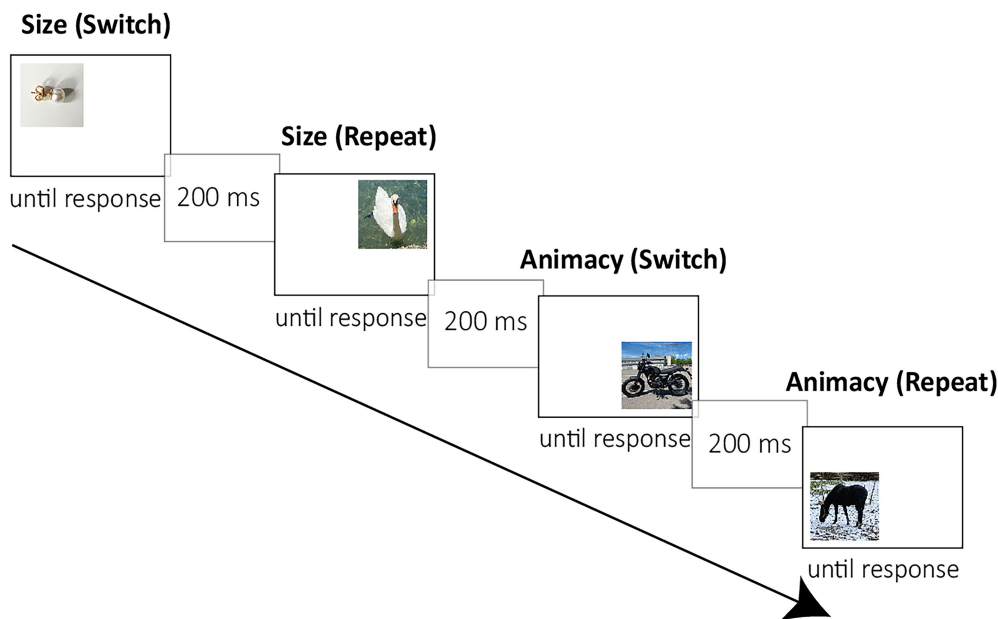 Size (Switch)
until response
200 ms
Size (Repeat)
until response
200 ms
Animacy (Switch)
until response
200 ms
Animacy (Repeat)
until response